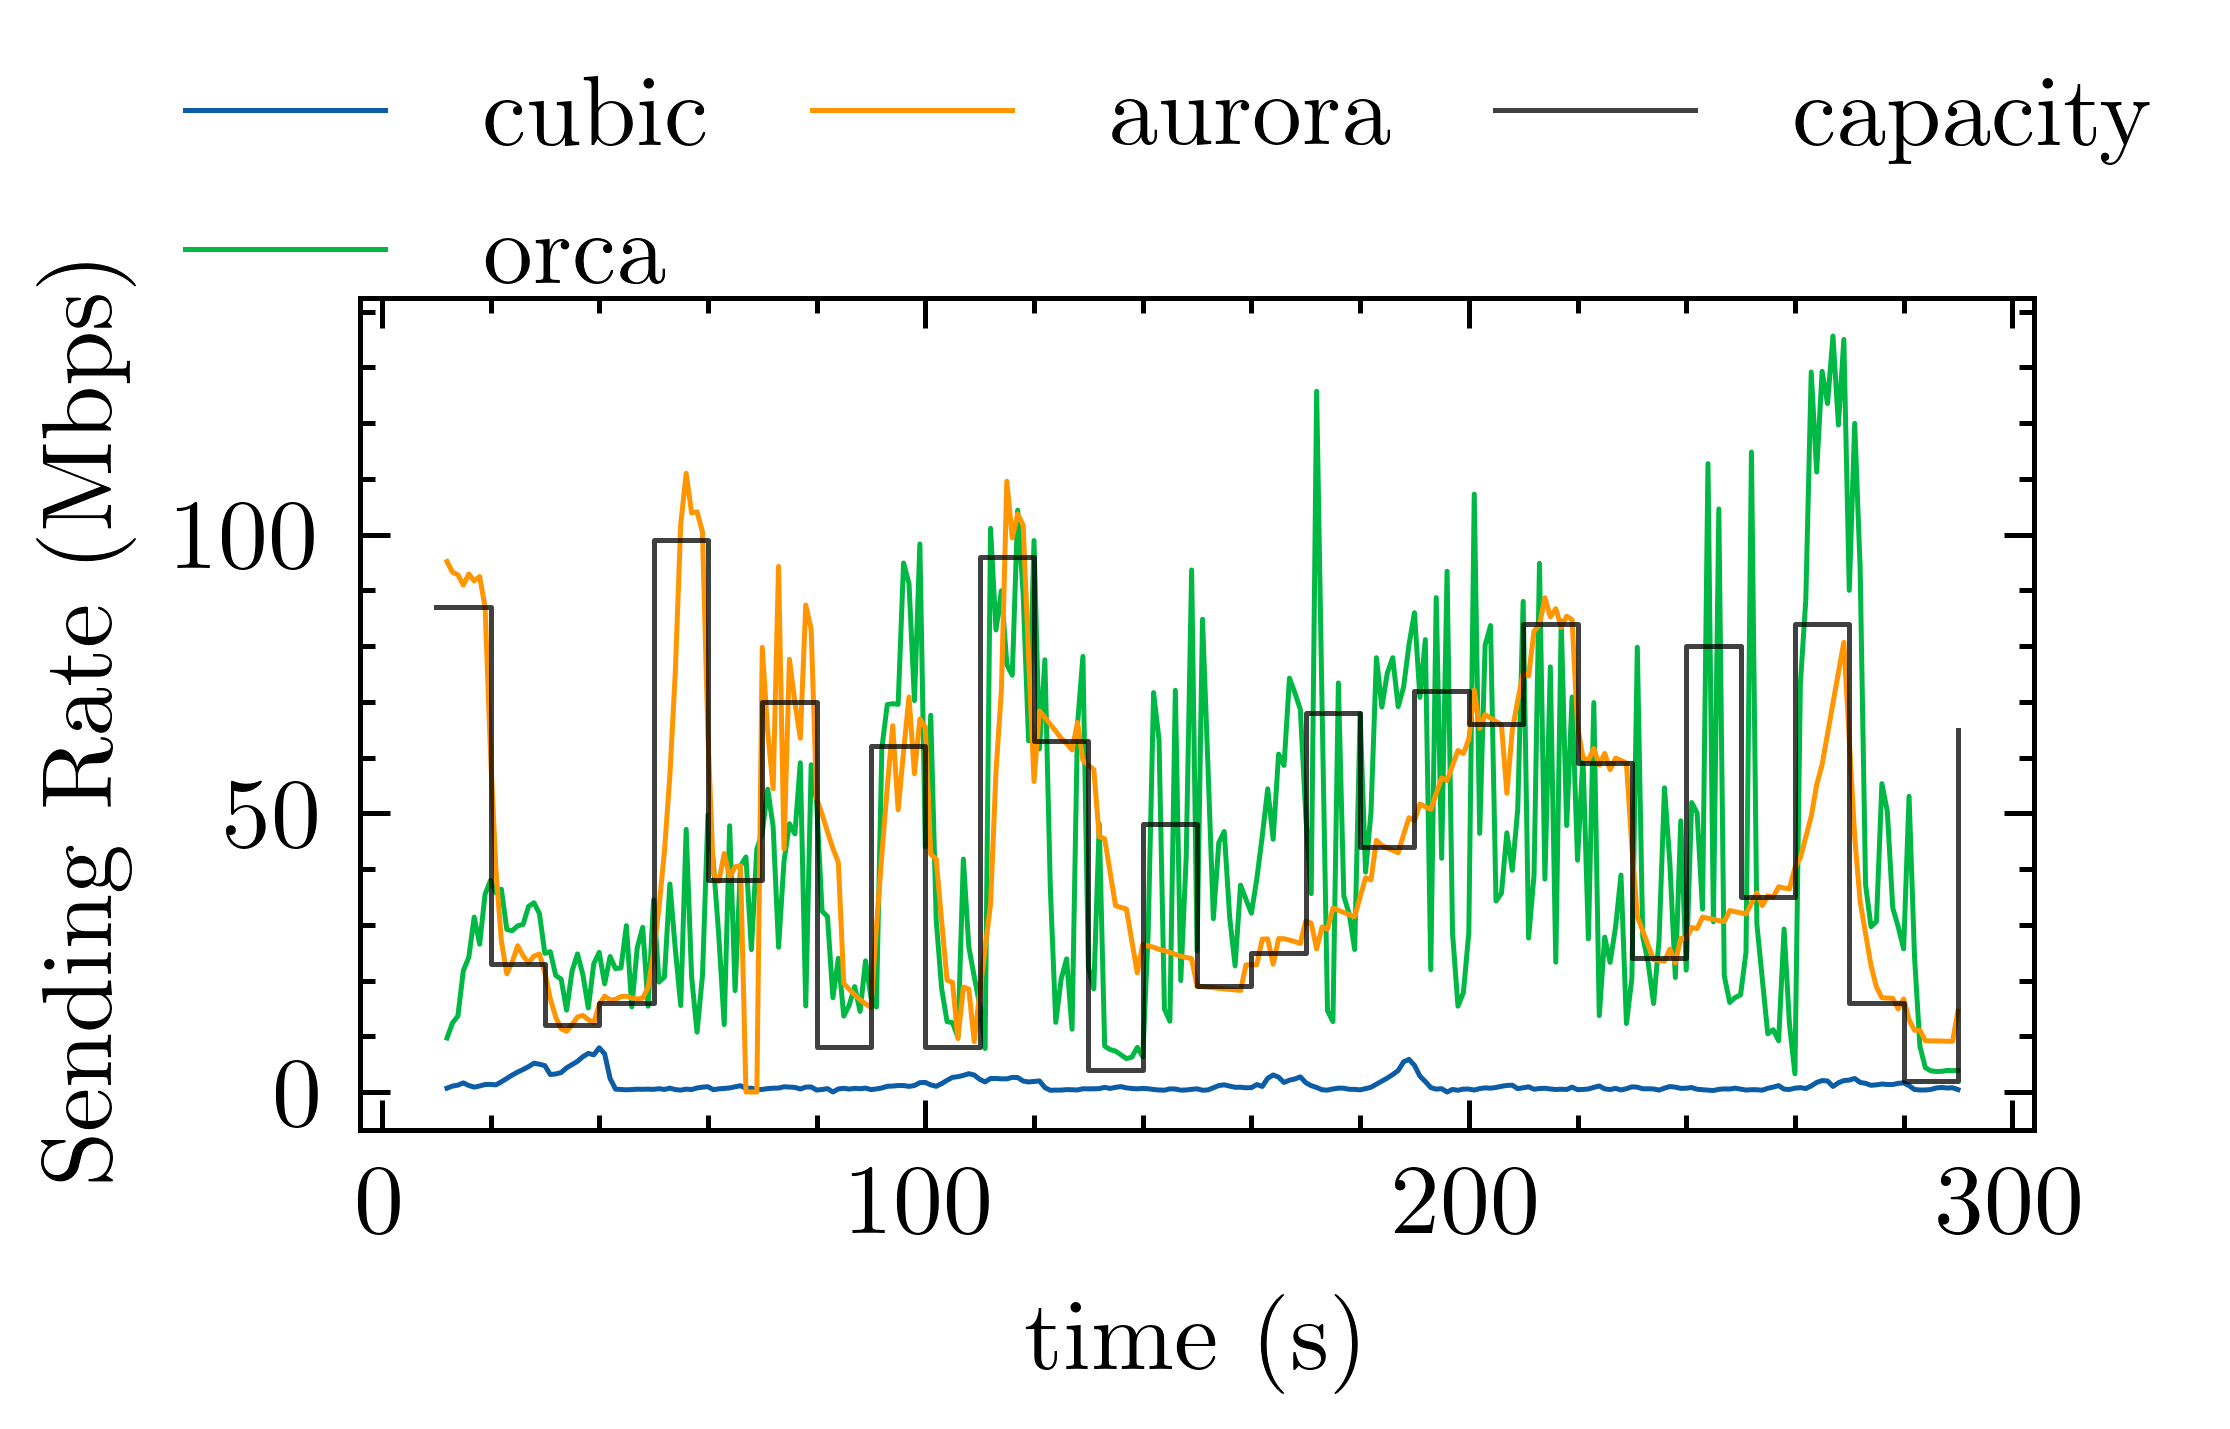 cubic aurora capacity
orca
Sending Rate (Mbps)
100
50
0
0 100 200 300
time (s)